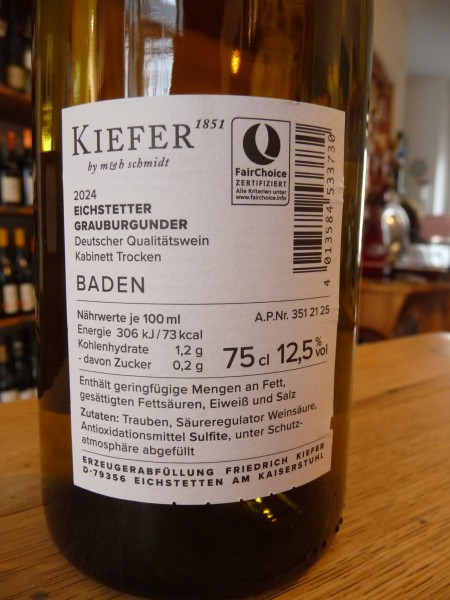 KIEFER 1851
by m&h schmidt
FairChoice
ZERTIFIZIERT
Alle Kriterien unter
www.fairchoice.info
4 013584 533730
2024
EICHSTETTER
GRAUBURGUNDER
Deutscher Qualitätswein
Kabinett Trocken
BADEN
Nährwerte je 100 ml
A.P.Nr. 351 21 25
Energie 306 kJ/73 kcal
Kohlenhydrate 1,2 g
- davon Zucker 0,2 g
75 cl 12,5 % vol
Enthält geringfügige Mengen an Fett,
gesättigten Fettsäuren, Eiweiß und Salz
Zutaten: Trauben, Säureregulator Weinsäure,
Antioxidationsmittel Sulfite, unter Schutz-
atmosphäre abgefüllt
ERZEUGERABFÜLLUNG FRIEDRICH KIEFER
D-79356 EICHSTETTEN AM KAISERSTUHL